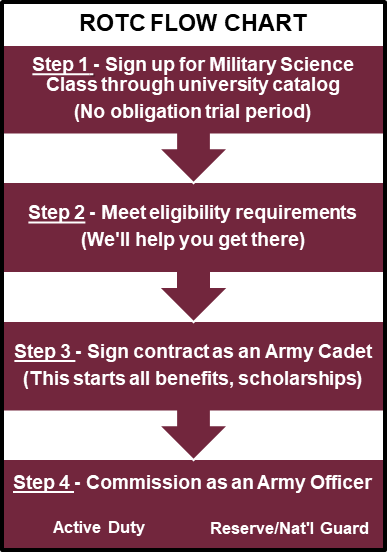 ROTC FLOW CHART
Step 1 - Sign up for Military Science
Class through university catalog
(No obligation trial period)
Step 2 - Meet eligibility requirements
(We'll help you get there)
Step 3 - Sign contract as an Army Cadet
(This starts all benefits, scholarships)
Step 4 - Commission as an Army Officer
Active Duty Reserve/Nat'l Guard